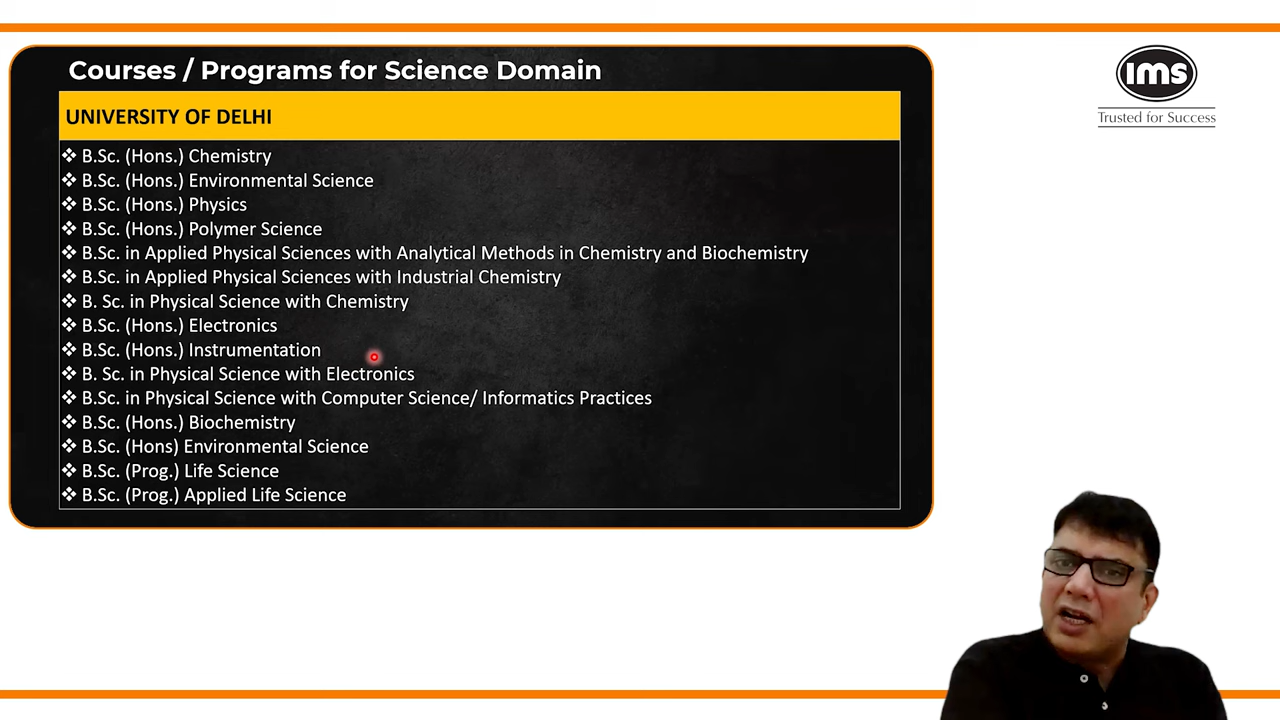 Courses / Programs for Science Domain
ims
Trusted for Success
UNIVERSITY OF DELHI
❖ B.Sc. (Hons.) Chemistry
❖ B.Sc. (Hons.) Environmental Science
❖ B.Sc. (Hons.) Physics
❖ B.Sc. (Hons.) Polymer Science
❖ B.Sc. in Applied Physical Sciences with Analytical Methods in Chemistry and Biochemistry
❖ B.Sc. in Applied Physical Sciences with Industrial Chemistry
❖ B. Sc. in Physical Science with Chemistry
❖ B.Sc. (Hons.) Electronics
❖ B.Sc. (Hons.) Instrumentation
❖ B. Sc. in Physical Science with Electronics
❖ B.Sc. in Physical Science with Computer Science/ Informatics Practices
❖ B.Sc. (Hons.) Biochemistry
❖ B.Sc. (Hons) Environmental Science
❖ B.Sc. (Prog.) Life Science
❖ B.Sc. (Prog.) Applied Life Science